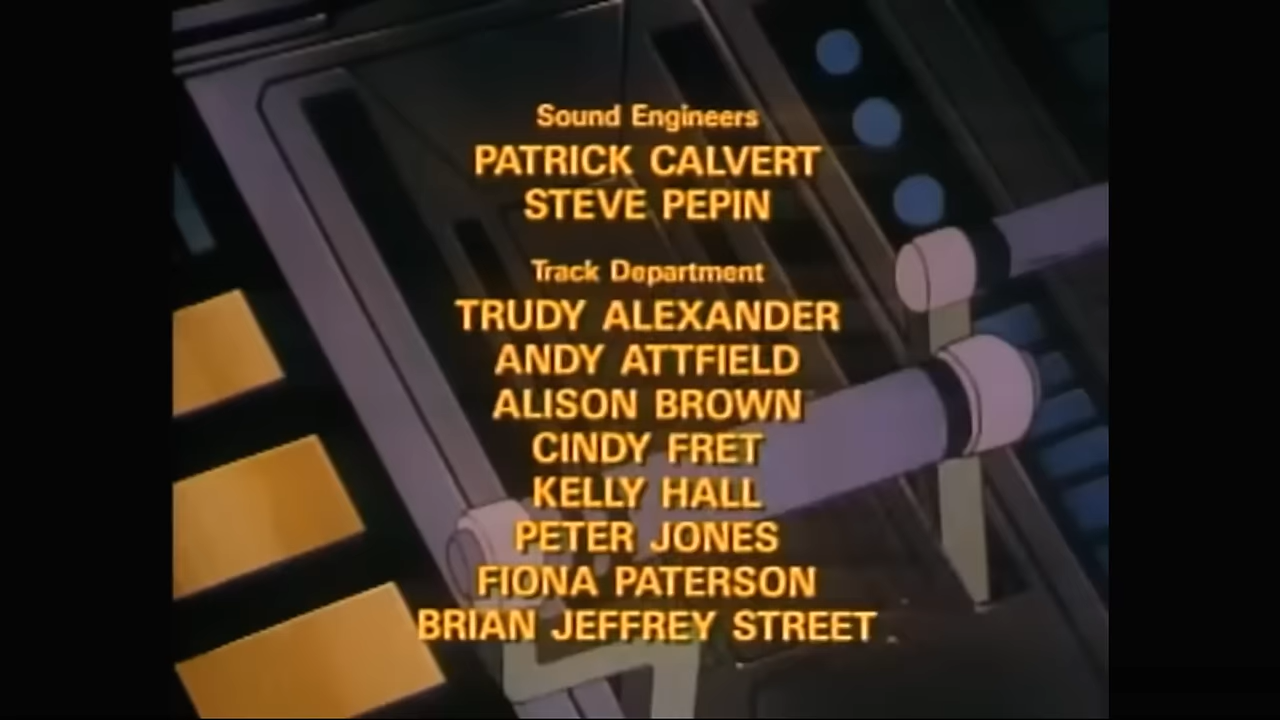 Sound Engineers
PATRICK CALVERT
STEVE PEPIN
Track Department
TRUDY ALEXANDER
ANDY ATTFIELD
ALISON BROWN
CINDY FRET
KELLY HALL
PETER JONES
FIONA PATERSON
BRIAN JEFFREY STREET